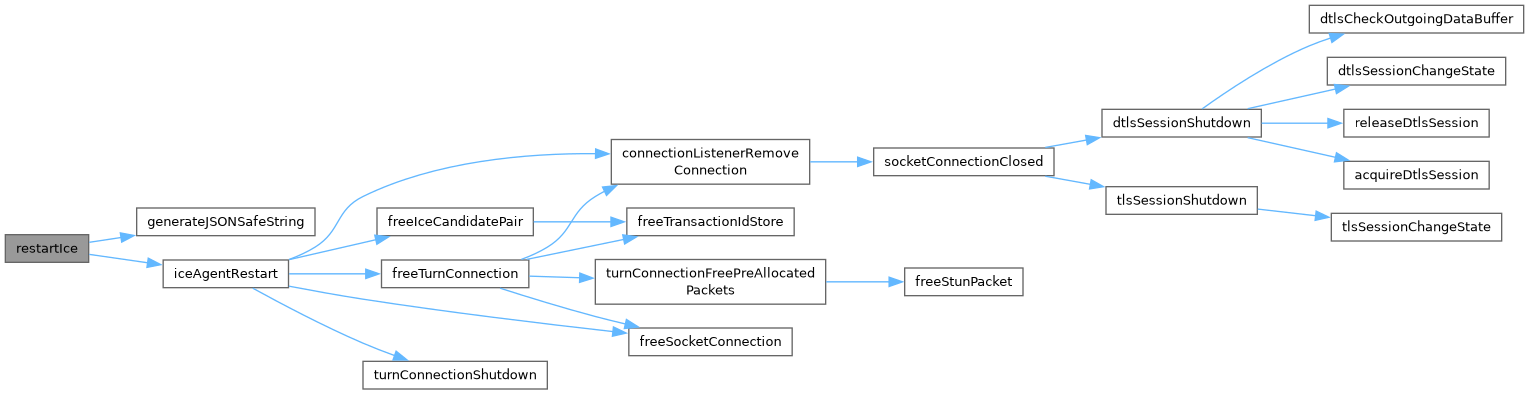 restartIce
generateJSONSafeString
iceAgentRestart
freeIceCandidatePair
freeTurnConnection
turnConnectionShutdown
connectionListenerRemove
Connection
freeTransactionIdStore
turnConnectionFreePreAllocated
Packets
freeSocketConnection
socketConnectionClosed
freeStunPacket
dtlsSessionShutdown
tlsSessionShutdown
dtlsCheckOutgoingDataBuffer
dtlsSessionChangeState
releaseDtlsSession
acquireDtlsSession
tlsSessionChangeState